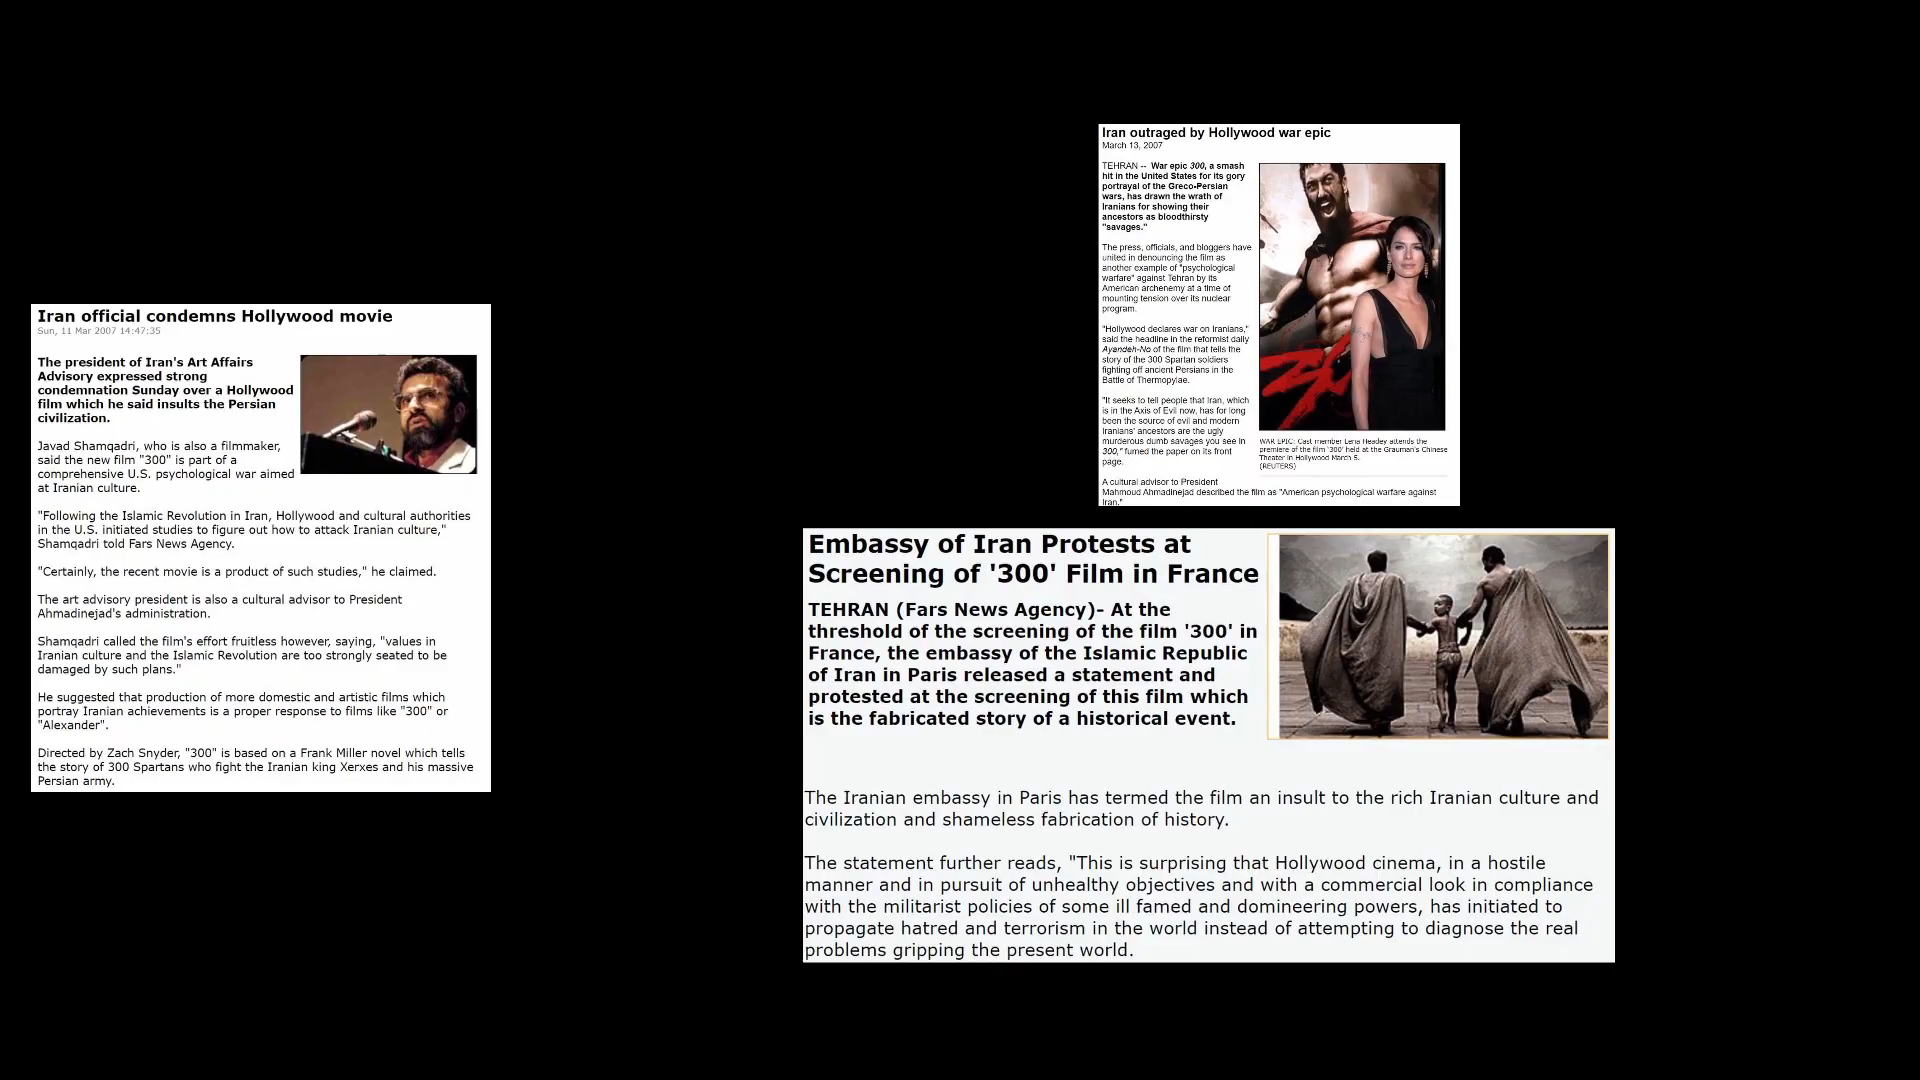 Iran official condemns Hollywood movie
Sun, 11 Mar 2007 14:47:35
The president of Iran's Art Affairs
Advisory expressed strong
condemnation Sunday over a Hollywood
film which he said insults the Persian
civilization.
Javad Shamqadri, who is also a filmmaker,
said the new film "300" is part of a
comprehensive U.S. psychological war aimed
at Iranian culture.
"Following the Islamic Revolution in Iran, Hollywood and cultural authorities
in the U.S. initiated studies to figure out how to attack Iranian culture,"
Shamqadri told Fars News Agency.
"Certainly, the recent movie is a product of such studies," he claimed.
The art advisory president is also a cultural advisor to President
Ahmadinejad's administration.
Shamqadri called the film's effort fruitless however, saying, "values in
Iranian culture and the Islamic Revolution are too strongly seated to be
damaged by such plans."
He suggested that production of more domestic and artistic films which
portray Iranian achievements is a proper response to films like "300" or
"Alexander".
Directed by Zach Snyder, "300" is based on a Frank Miller novel which tells
the story of 300 Spartans who fight the Iranian king Xerxes and his massive
Persian army.
Iran outraged by Hollywood war epic
March 13, 2007
TEHRAN -- War epic 300, a smash
hit in the United States for its gory
portrayal of the Greco-Persian
wars, has drawn the wrath of
Iranians for showing their
ancestors as bloodthirsty
"savages."
The press, officials, and bloggers have
united in denouncing the film as
another example of "psychological
warfare" against Tehran by its
American archenemy at a time of
mounting tension over its nuclear
program.
"Hollywood declares war on Iranians,"
said the headline in the reformist daily
Ayandeh-No of the film that tells the
story of the 300 Spartan soldiers
fighting off ancient Persians in the
Battle of Thermopylae.
"It seeks to tell people that Iran, which
is in the Axis of Evil now, has for long
been the source of evil and modern
Iranians' ancestors are the ugly
murderous dumb savages you see in
300," fumed the paper on its front
page.
A cultural advisor to President
Mahmoud Ahmadinejad described the film as "American psychological warfare against
Iran."
WAR EPIC: Cast member Lena Headey attends the
premiere of the film '300' held at the Grauman's Chinese
Theater in Hollywood March 5.
(REUTERS)
Embassy of Iran Protests at
Screening of '300' Film in France
TEHRAN (Fars News Agency)- At the
threshold of the screening of the film '300' in
France, the embassy of the Islamic Republic
of Iran in Paris released a statement and
protested at the screening of this film which
is the fabricated story of a historical event.
The Iranian embassy in Paris has termed the film an insult to the rich Iranian culture and
civilization and shameless fabrication of history.
The statement further reads, "This is surprising that Hollywood cinema, in a hostile
manner and in pursuit of unhealthy objectives and with a commercial look in compliance
with the militarist policies of some ill famed and domineering powers, has initiated to
propagate hatred and terrorism in the world instead of attempting to diagnose the real
problems gripping the present world.